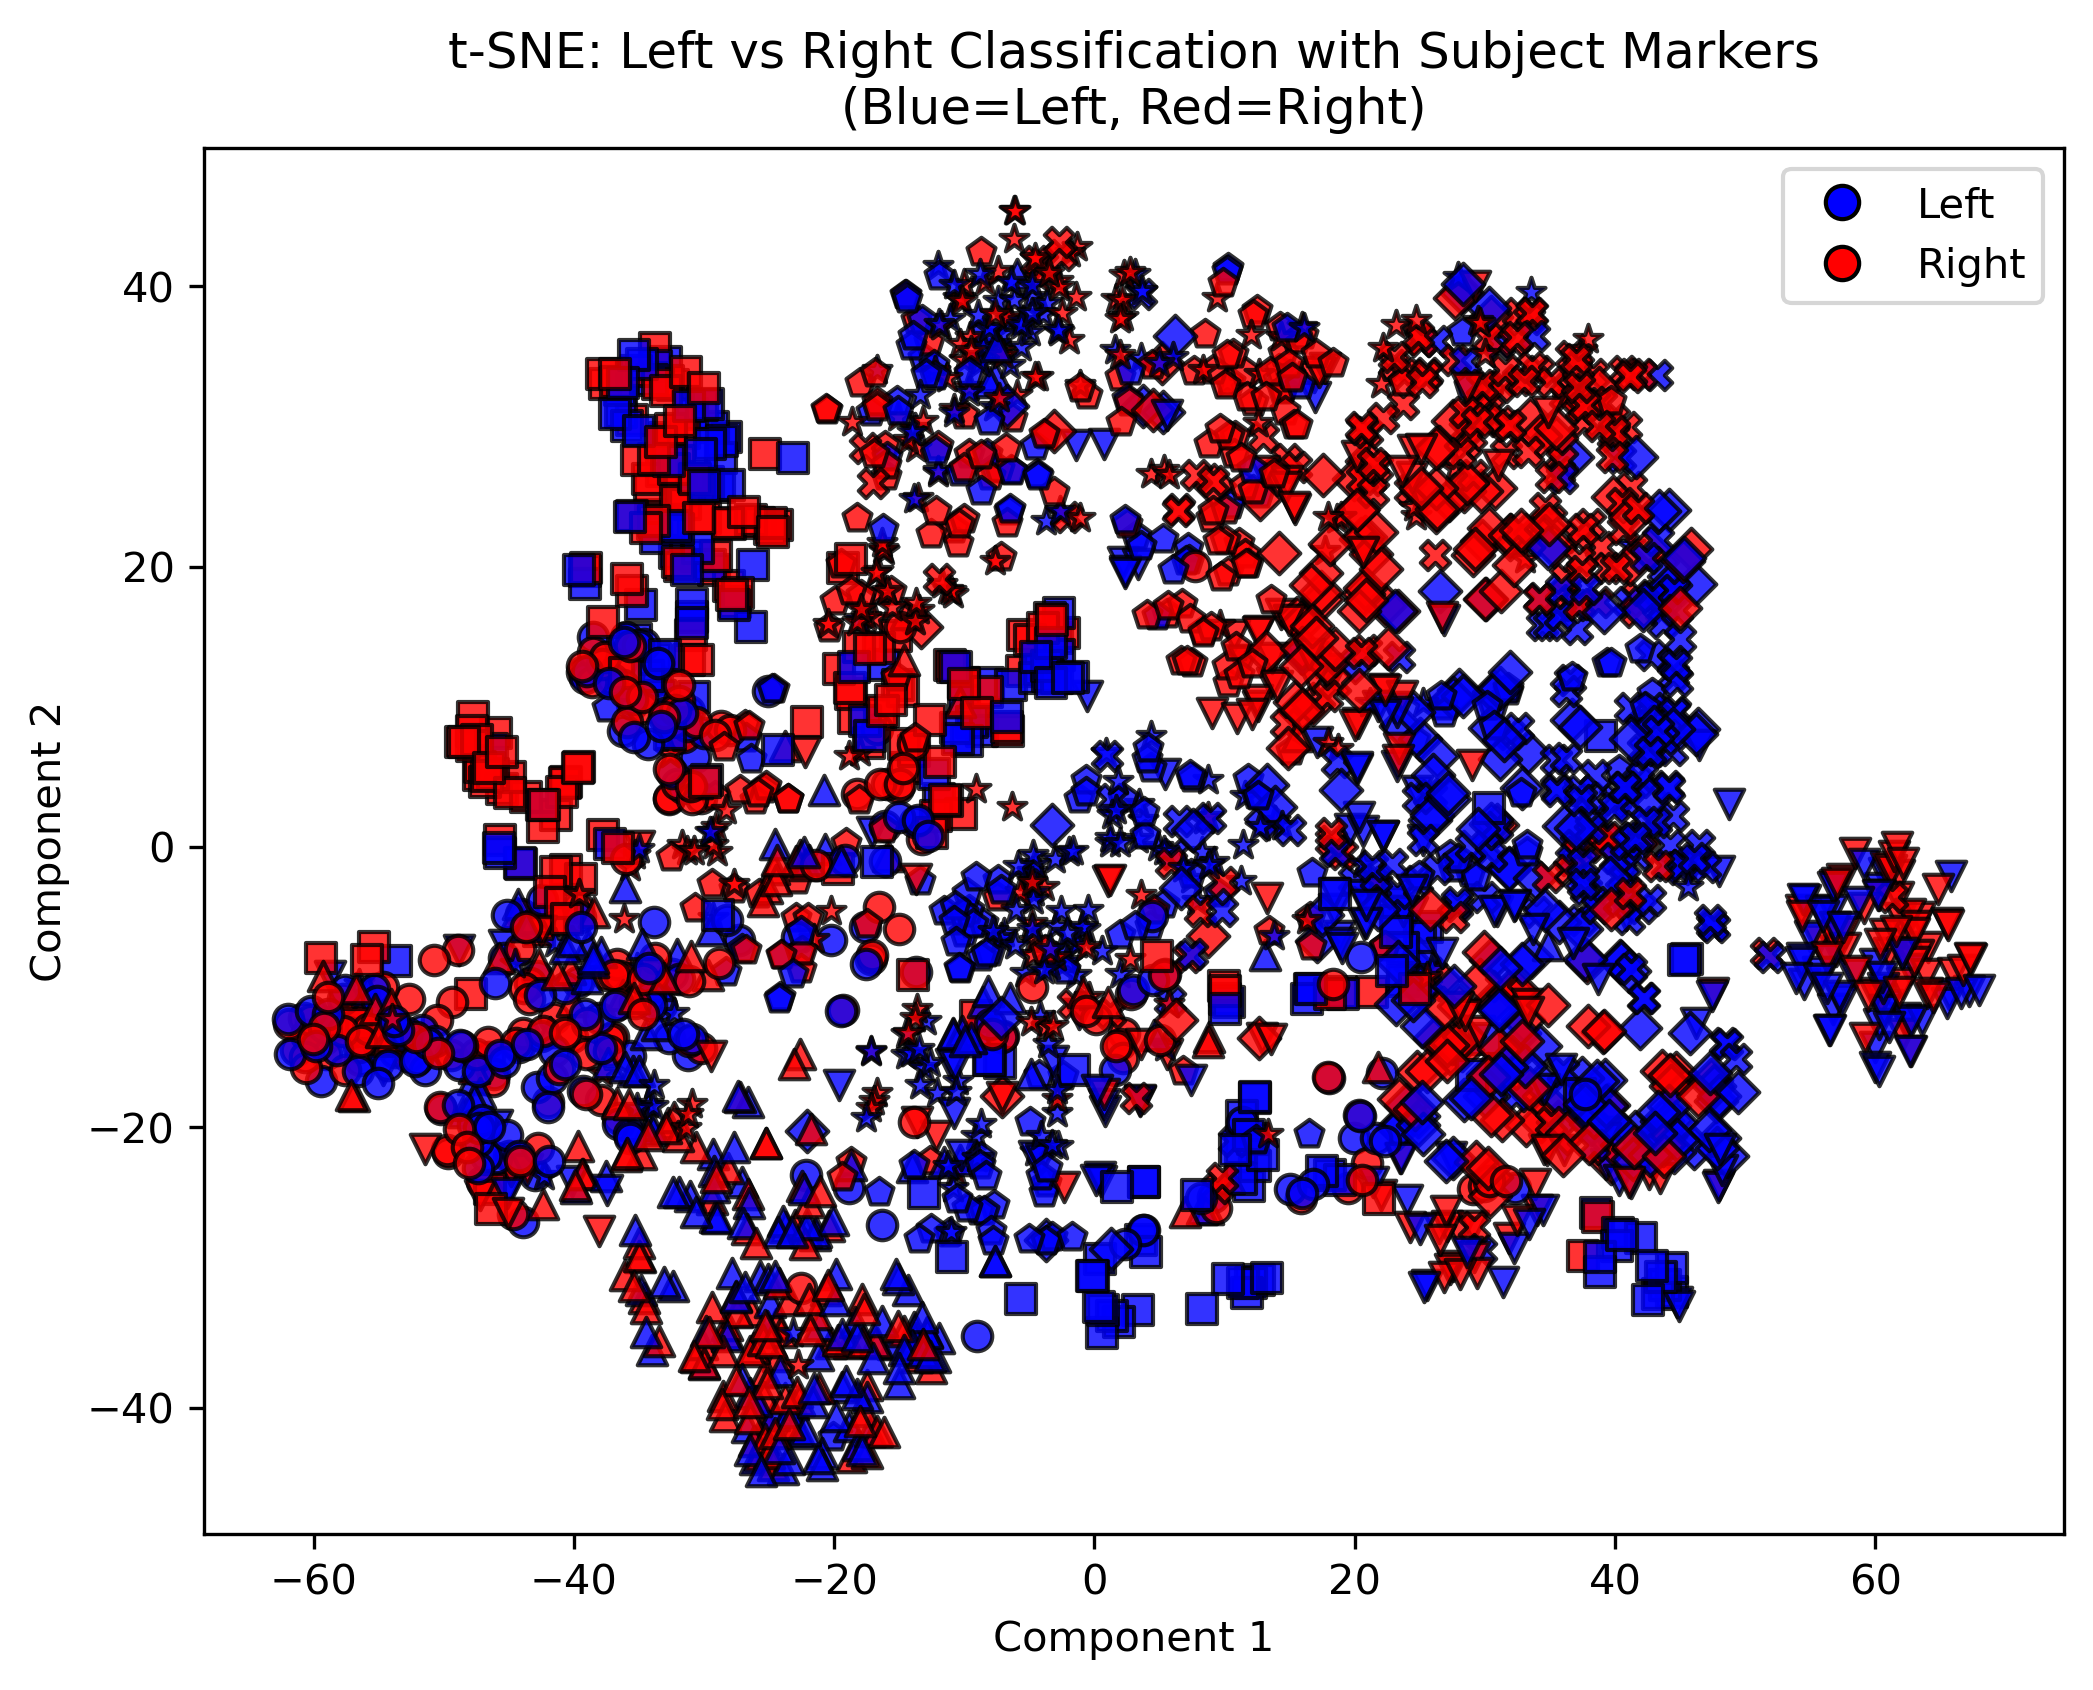 t-SNE: Left vs Right Classification with Subject Markers
(Blue=Left, Red=Right)
Left
Right
Component 2
40
20
0
−20
−40
−60
−40
−20
0
20
40
60
Component 1